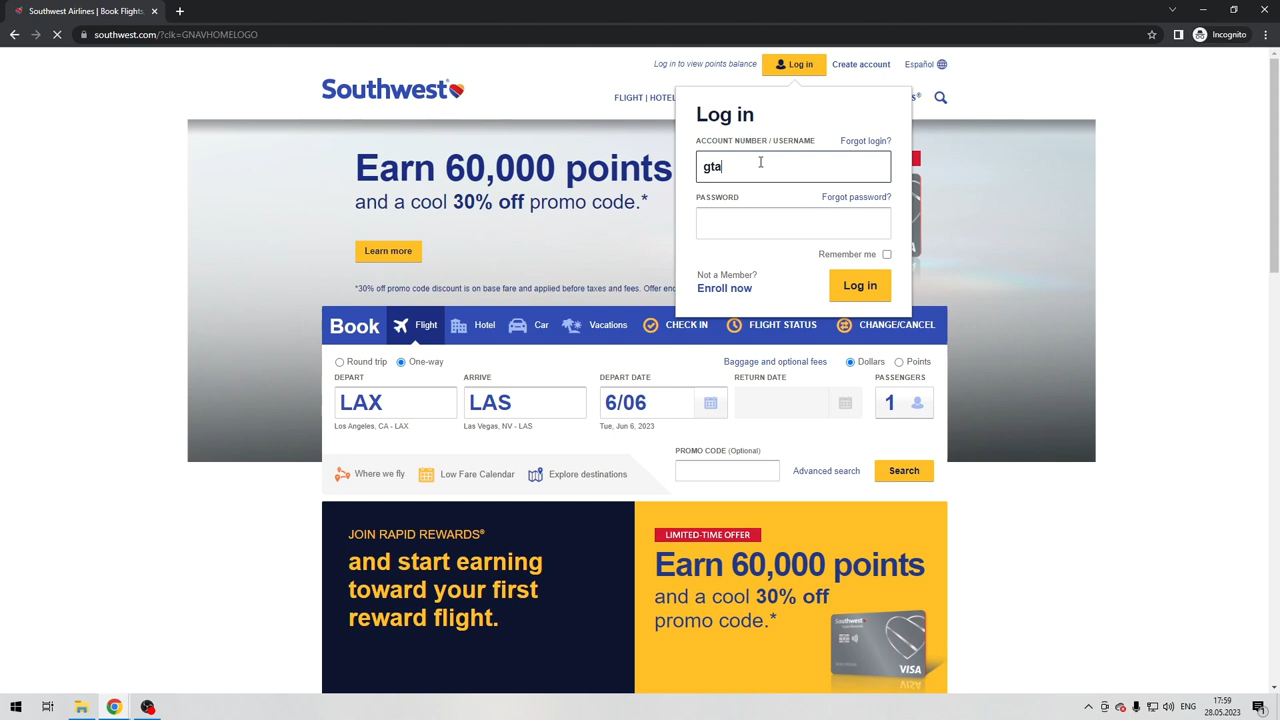 southwest.com/?clk=GNAVHOMELOGO
Incognito
Log in to view points balance
Log in
Create account
Español
Southwest
FLIGHT | HOTEL
S®
Log in
ACCOUNT NUMBER / USERNAME
Forgot login?
gta
PASSWORD
Forgot password?
Remember me
Not a Member?
Enroll now
Log in
Earn 60,000 points
and a cool 30% off promo code.*
Learn more
*30% off promo code discount is on base fare and applied before taxes and fees. Offer
Book
Flight
Hotel
Car
Vacations
CHECK IN
FLIGHT STATUS
CHANGE/CANCEL
Round trip
One-way
Baggage and optional fees
Dollars
Points
DEPART
ARRIVE
DEPART DATE
RETURN DATE
PASSENGERS
LAX
LAS
6/06
1
Los Angeles, CA - LAX
Las Vegas, NV - LAS
Tue, Jun 6, 2023
PROMO CODE (Optional)
Where we fly
Low Fare Calendar
Explore destinations
Advanced search
Search
JOIN RAPID REWARDS®
and start earning
toward your first
reward flight.
LIMITED-TIME OFFER
Earn 60,000 points
and a cool 30% off
promo code.*
Southwest
VISA
ENG
17:59
28.05.2023